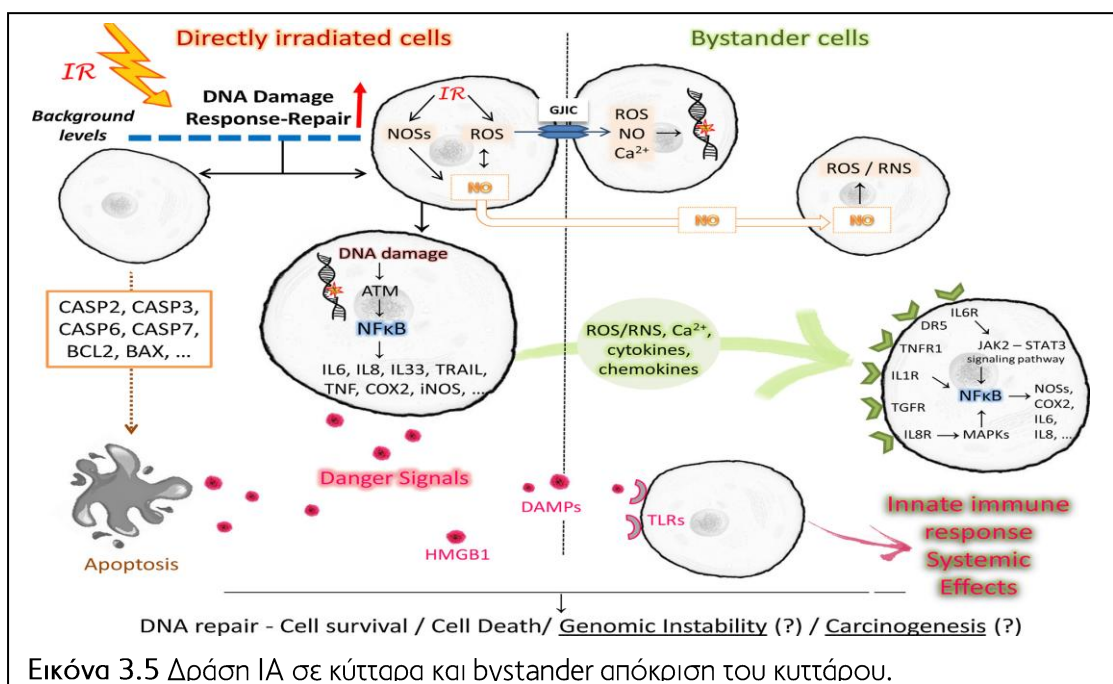 Directly irradiated cells
Bystander cells
IR
Background
levels
DNA Damage
Response-Repair
IR
NOSs
ROS
NO
GJIC
ROS
NO
Ca²⁺
ROS / RNS
NO
NO
DNA damage
ATM
NFκB
IL6, IL8, IL33, TRAIL,
TNF, COX2, iNOS, ...
CASP2, CASP3,
CASP6, CASP7,
BCL2, BAX, ...
ROS/RNS, Ca²⁺,
cytokines,
chemokines
IL6R
DR5
TNFR1
IL1R
TGFR
IL8R
JAK2 – STAT3
signaling pathway
NFκB
MAPKs
NOSs,
COX2,
IL6,
IL8, ...
Danger Signals
DAMPs
TLRs
HMGB1
Apoptosis
Innate immune
response
Systemic
Effects
DNA repair - Cell survival / Cell Death/ Genomic Instability (?) / Carcinogenesis (?)
Εικόνα 3.5 Δράση ΙΑ σε κύτταρα και bystander απόκριση του κυττάρου.